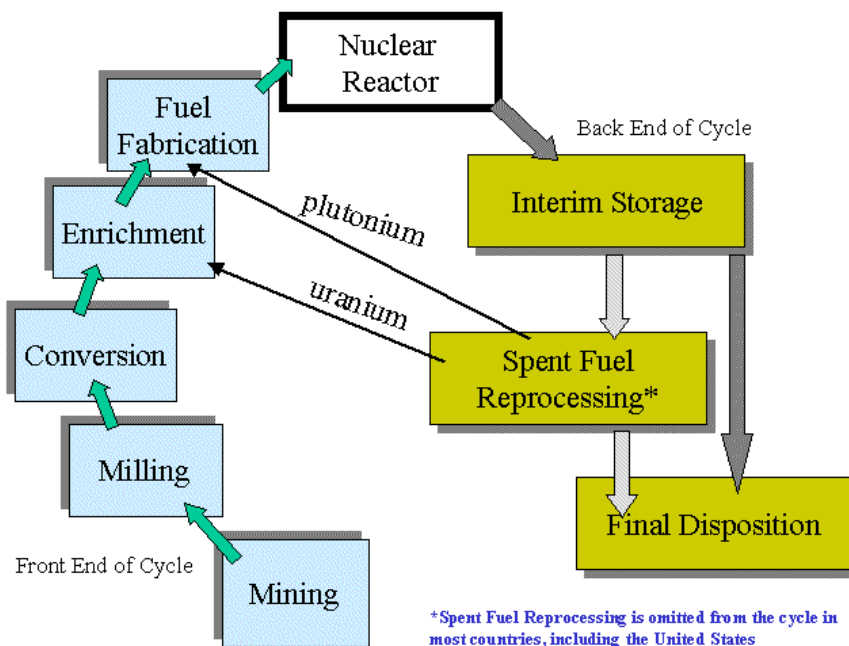 Nuclear
Reactor
Fuel
Fabrication
Back End of Cycle
Interim Storage
plutonium
Enrichment
uranium
Conversion
Spent Fuel
Reprocessing*
Milling
Final Disposition
Front End of Cycle
Mining
*Spent Fuel Reprocessing is omitted from the cycle in
most countries, including the United States